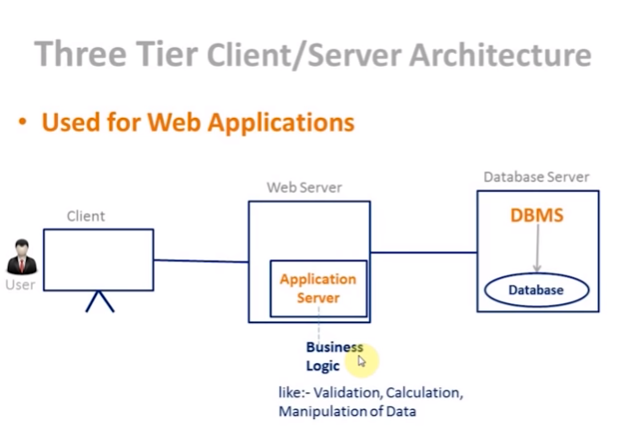 Three Tier Client/Server Architecture
• Used for Web Applications
Database Server
Web Server
Client
DBMS
User
Application
Server
Database
Business
Logic
like:- Validation, Calculation,
Manipulation of Data